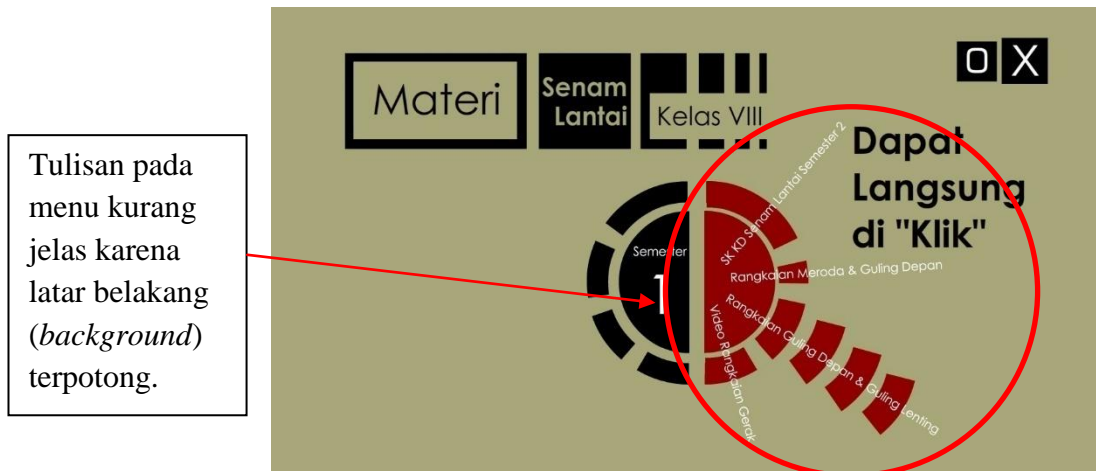 Tulisan pada
menu kurang
jelas karena
latar belakang
(background)
terpotong.
Materi
Senam
Lantai
Kelas VIII
O X
Dapat
Langsung
di "Klik"
Semester
1
SK KD Senam Lantai Semester 2
Rangkaian Meroda & Guling Depan
Rangkaian Guling Depan & Guling Lenting
Video Rangkaian Gerak